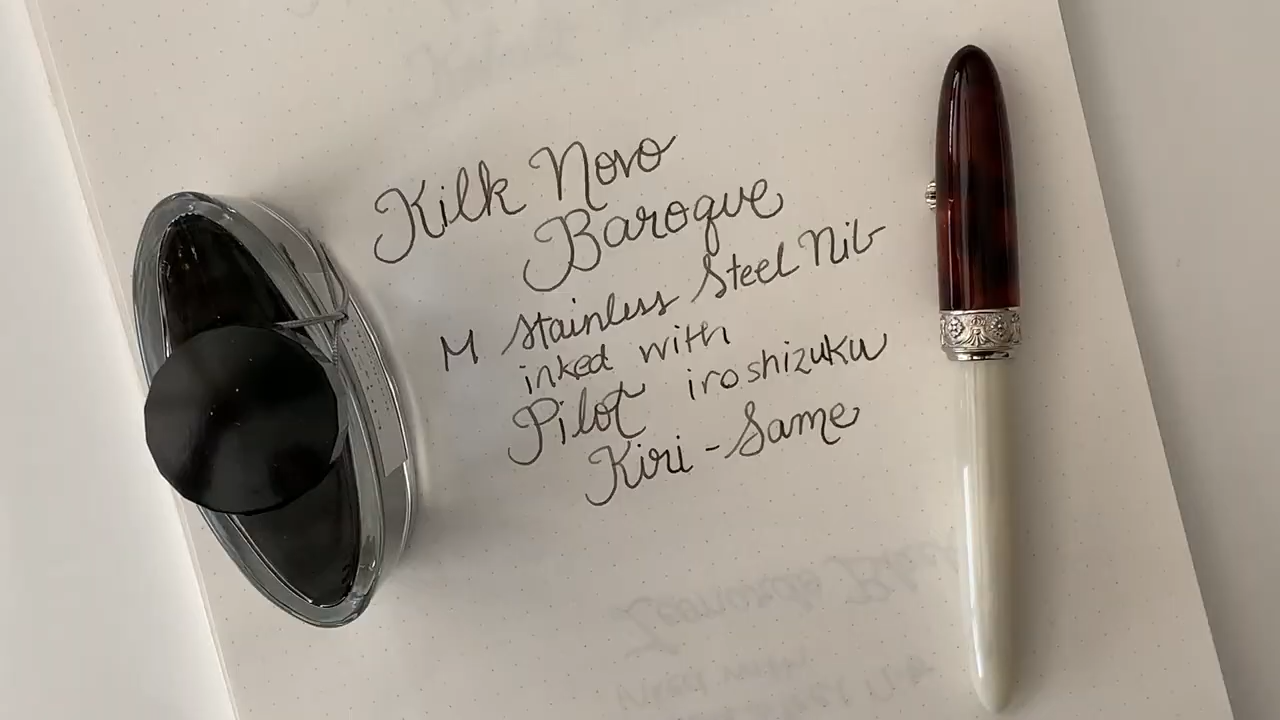 Kilk Novo
Baroque
M Stainless Steel Nib
inked with
Pilot iroshizuku
Kiri-Same